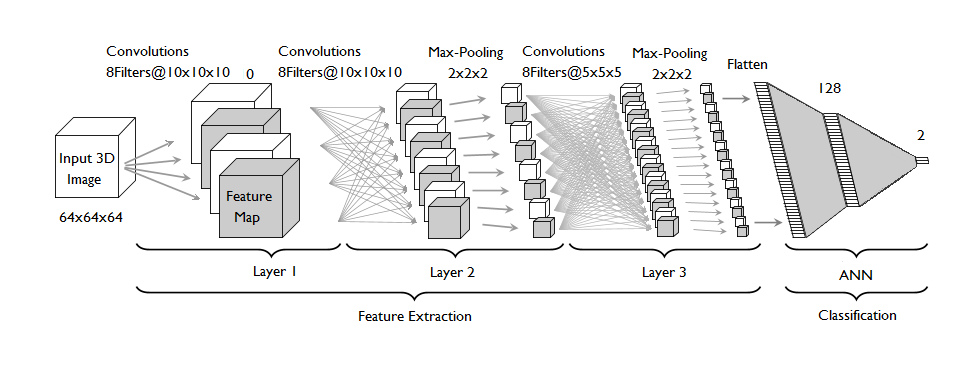 Convolutions
8Filters@10x10x10
0
Convolutions
8Filters@10x10x10
Max-Pooling
2x2x2
Convolutions
8Filters@5x5x5
Max-Pooling
2x2x2
Flatten
128
2
Input 3D
Image
64x64x64
Feature
Map
Layer 1
Layer 2
Layer 3
ANN
Feature Extraction
Classification